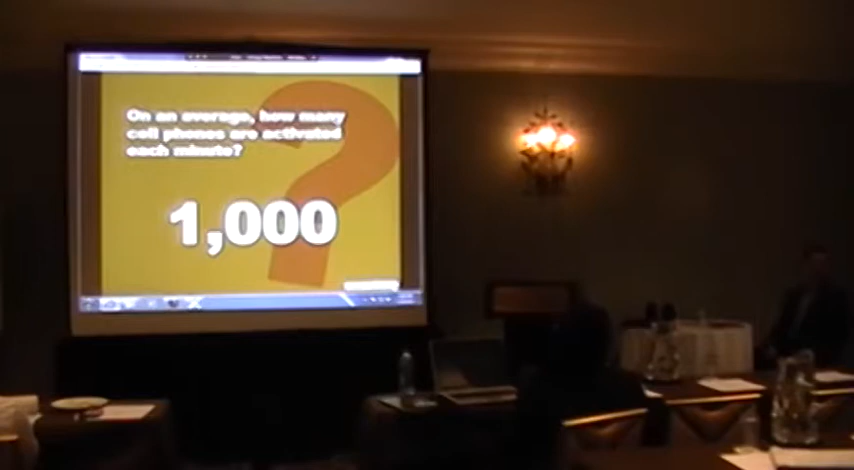 On an average, how many
cell phones are activated
each minute?
1,000